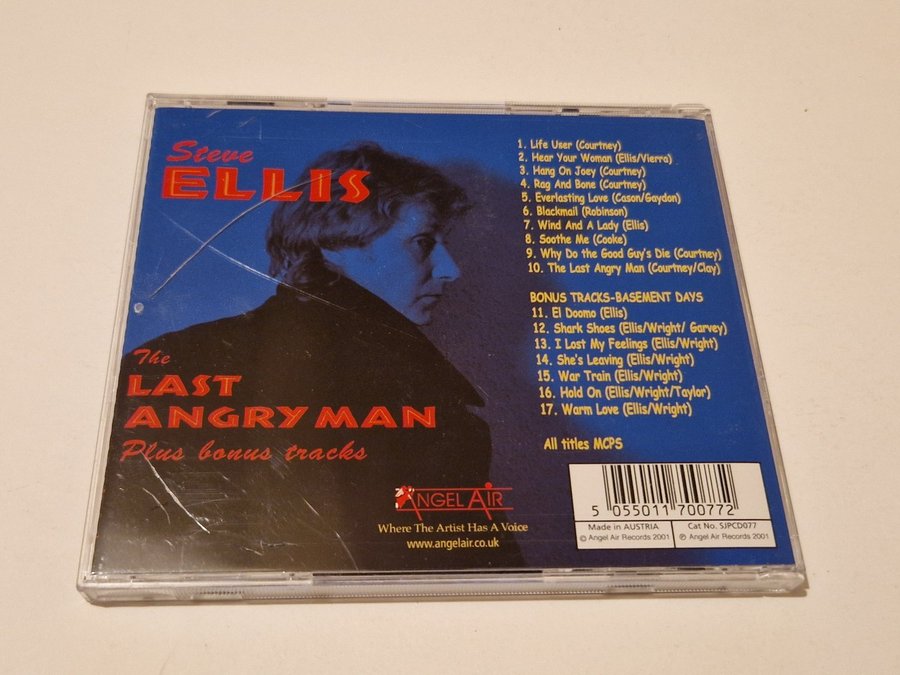 Steve
ELLIS
The
LAST
ANGRY MAN
Plus bonus tracks
1. Life User (Courtney)
2. Hear Your Woman (Ellis/Vierra)
3. Hang On Joey (Courtney)
4. Rag And Bone (Courtney)
5. Everlasting Love (Cason/Gaydon)
6. Blackmail (Robinson)
7. Wind And A Lady (Ellis)
8. Soothe Me (Cooke)
9. Why Do the Good Guy's Die (Courtney)
10. The Last Angry Man (Courtney/Clay)
BONUS TRACKS-BASEMENT DAYS
11. El Doomo (Ellis)
12. Shark Shoes (Ellis/Wright/ Garvey)
13. I Lost My Feelings (Ellis/Wright)
14. She's Leaving (Ellis/Wright)
15. War Train (Ellis/Wright)
16. Hold On (Ellis/Wright/Taylor)
17. Warm Love (Ellis/Wright)
All titles MCPS
ANGEL AIR
Where The Artist Has A Voice
www.angelair.co.uk
5 055011 700772
Made in AUSTRIA
© Angel Air Records 2001
Cat No. SJPCD077
℗ Angel Air Records 2001